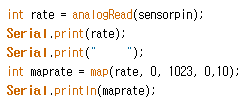 int rate = analogRead(sensorpin);
Serial.print(rate);
Serial.print("     ");
int maprate = map(rate, 0, 1023, 0,10);
Serial.println(maprate);